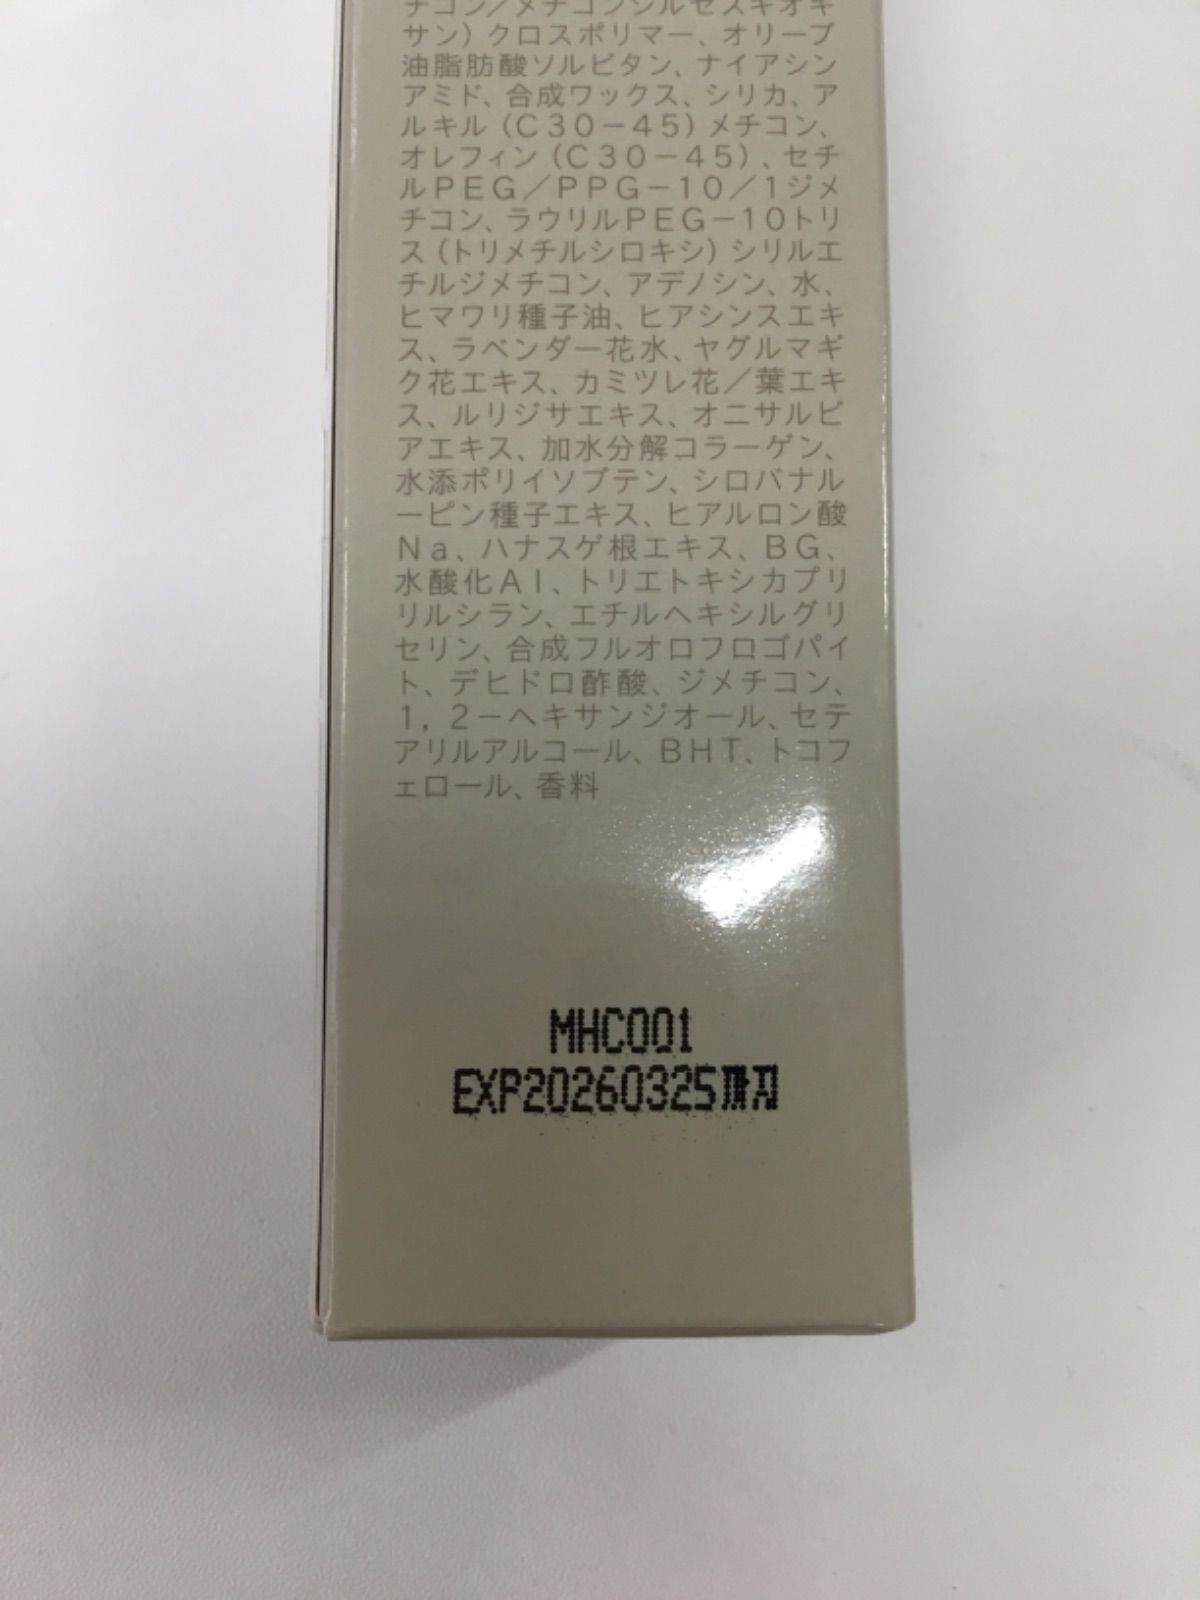 チコン／メチコンシルセスキオキ
サン）クロスポリマー、オリーブ
油脂肪酸ソルビタン、ナイアシン
アミド、合成ワックス、シリカ、ア
ルキル（Ｃ３０－４５）メチコン、
オレフィン（Ｃ３０－４５）、セチ
ルＰＥＧ／ＰＰＧ－１０／１ジメ
チコン、ラウリルＰＥＧ－１０トリ
ス（トリメチルシロキシ）シリルエ
チルジメチコン、アデノシン、水、
ヒマワリ種子油、ヒアシンスエキ
ス、ラベンダー花水、ヤグルマギ
ク花エキス、カミツレ花／葉エキ
ス、ルリジサエキス、オニサルビ
アエキス、加水分解コラーゲン、
水添ポリイソブテン、シロバナル
ーピン種子エキス、ヒアルロン酸
Ｎａ、ハナスゲ根エキス、ＢＧ、
水酸化Ａｌ、トリエトキシカプリ
リルシラン、エチルヘキシルグリ
セリン、合成フルオロフロゴパイ
ト、デヒドロ酢酸、ジメチコン、
１，２－ヘキサンジオール、セテ
アリルアルコール、ＢＨＴ、トコフ
ェロール、香料
MHC001
EXP20260325까지